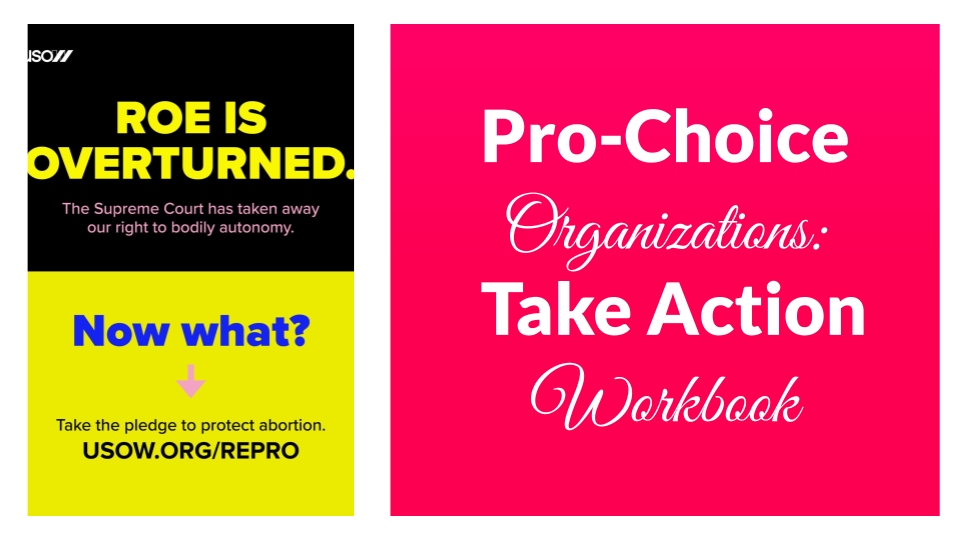 ROE IS
OVERTURNED.
The Supreme Court has taken away
our right to bodily autonomy.
Now what?
Take the pledge to protect abortion.
USOW.ORG/REPRO
Pro-Choice
Organizations:
Take Action
Workbook